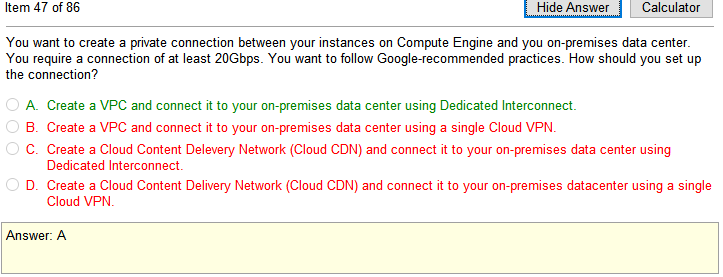 Item 47 of 86
Hide Answer
Calculator
You want to create a private connection between your instances on Compute Engine and you on-premises data center.
You require a connection of at least 20Gbps. You want to follow Google-recommended practices. How should you set up
the connection?
A. Create a VPC and connect it to your on-premises data center using Dedicated Interconnect.
B. Create a VPC and connect it to your on-premises data center using a single Cloud VPN.
C. Create a Cloud Content Delevery Network (Cloud CDN) and connect it to your on-premises data center using
Dedicated Interconnect.
D. Create a Cloud Content Delivery Network (Cloud CDN) and connect it to your on-premises datacenter using a single
Cloud VPN.
Answer: A